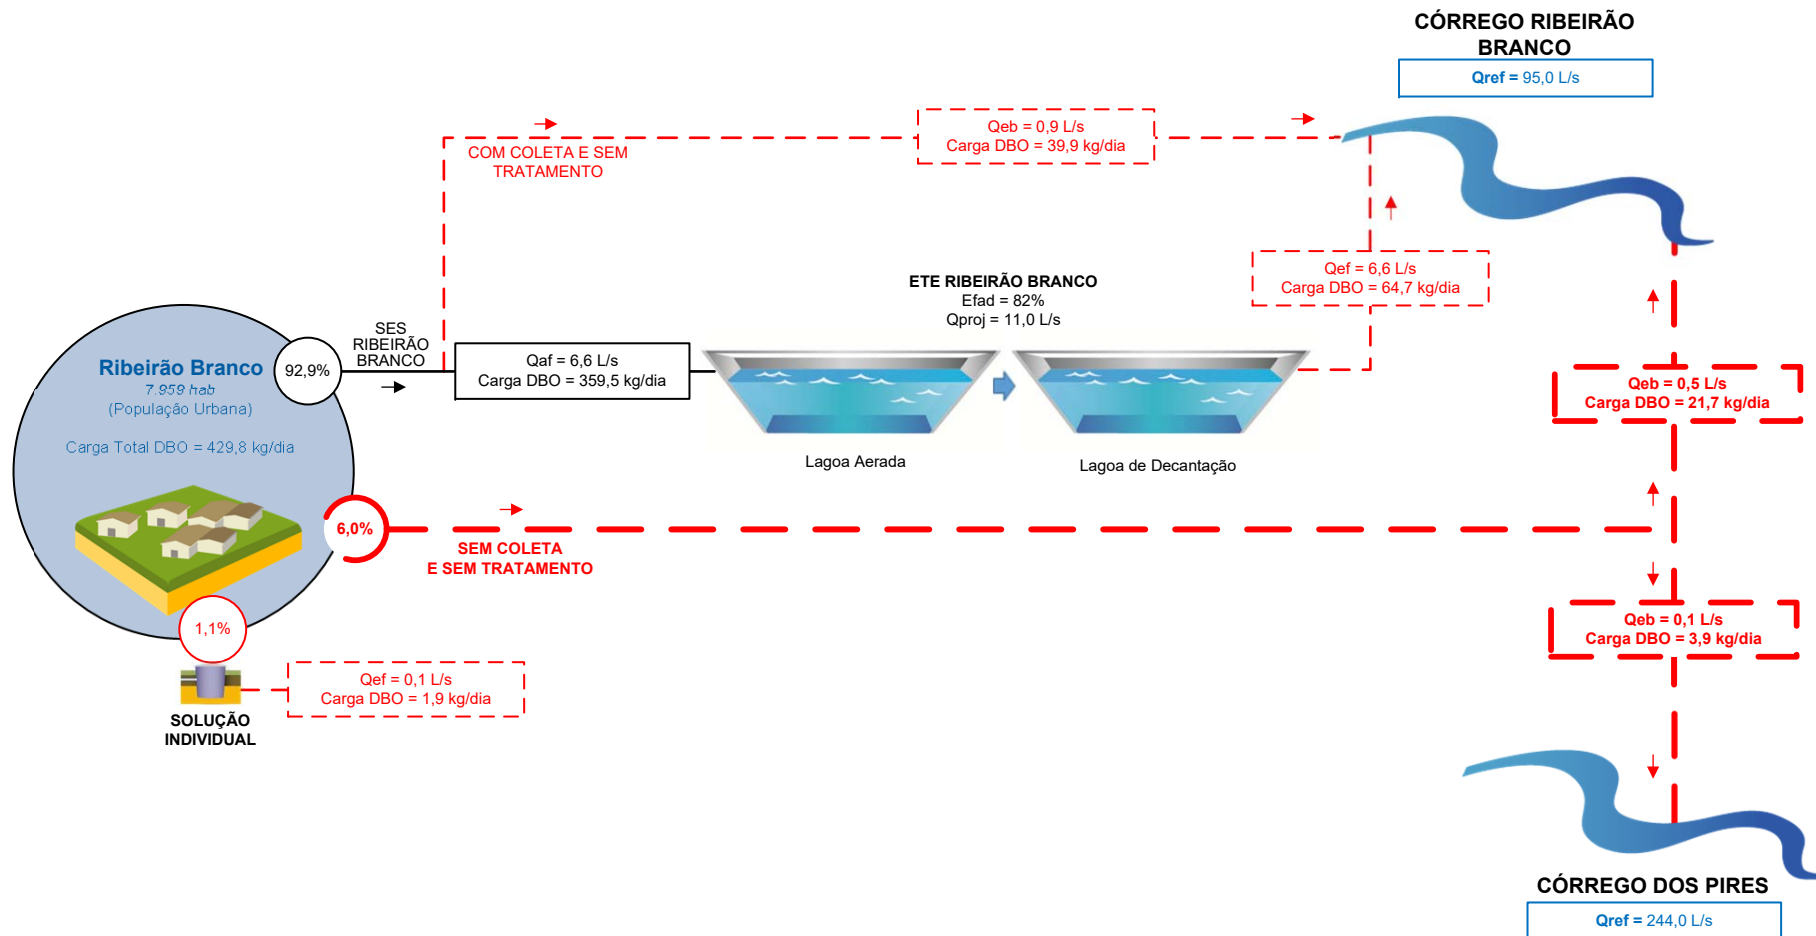 CÓRREGO RIBEIRÃO
BRANCO
Qref = 95,0 L/s
Qeb = 0,9 L/s
Carga DBO = 39,9 kg/dia
COM COLETA E SEM
TRATAMENTO
Qef = 6,6 L/s
Carga DBO = 64,7 kg/dia
ETE RIBEIRÃO BRANCO
Efad = 82%
Qproj = 11,0 L/s
SES
RIBEIRÃO
BRANCO
Qaf = 6,6 L/s
Carga DBO = 359,5 kg/dia
92,9%
Ribeirão Branco
7.959 hab
(População Urbana)
Carga Total DBO = 429,8 kg/dia
Lagoa Aerada
Lagoa de Decantação
Qeb = 0,5 L/s
Carga DBO = 21,7 kg/dia
6,0%
SEM COLETA
E SEM TRATAMENTO
Qeb = 0,1 L/s
Carga DBO = 3,9 kg/dia
1,1%
Qef = 0,1 L/s
Carga DBO = 1,9 kg/dia
SOLUÇÃO
INDIVIDUAL
CÓRREGO DOS PIRES
Qref = 244,0 L/s